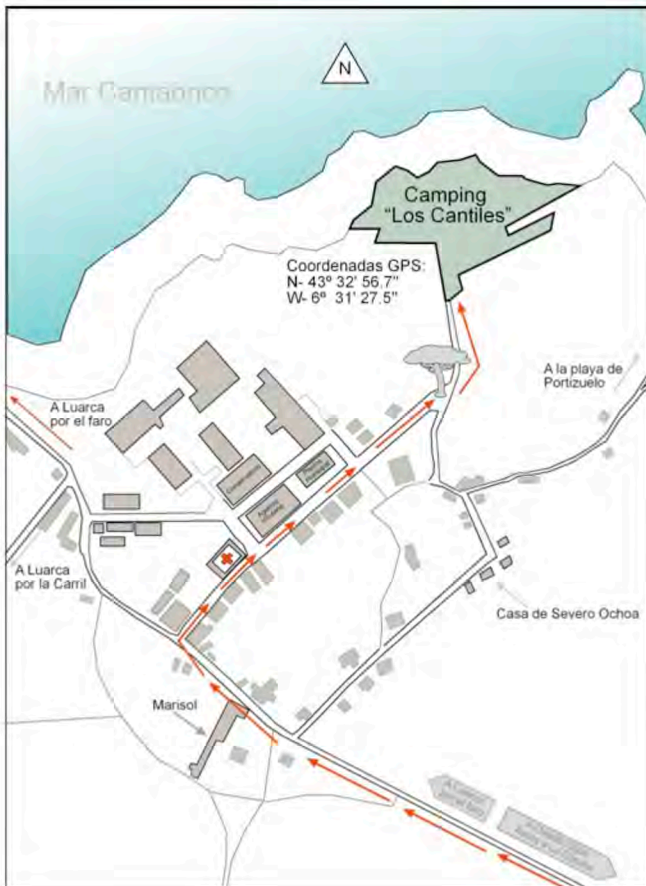 N
Mar
Camping
"Los Cantiles"
Coordenadas GPS:
N- 43º 32' 56.7"
W- 6º 31' 27.5"
A la playa de
Portizuelo
A Luarca
por el faro
A Luarca
por la Carril
Casa de Severo Ochoa
Marisol